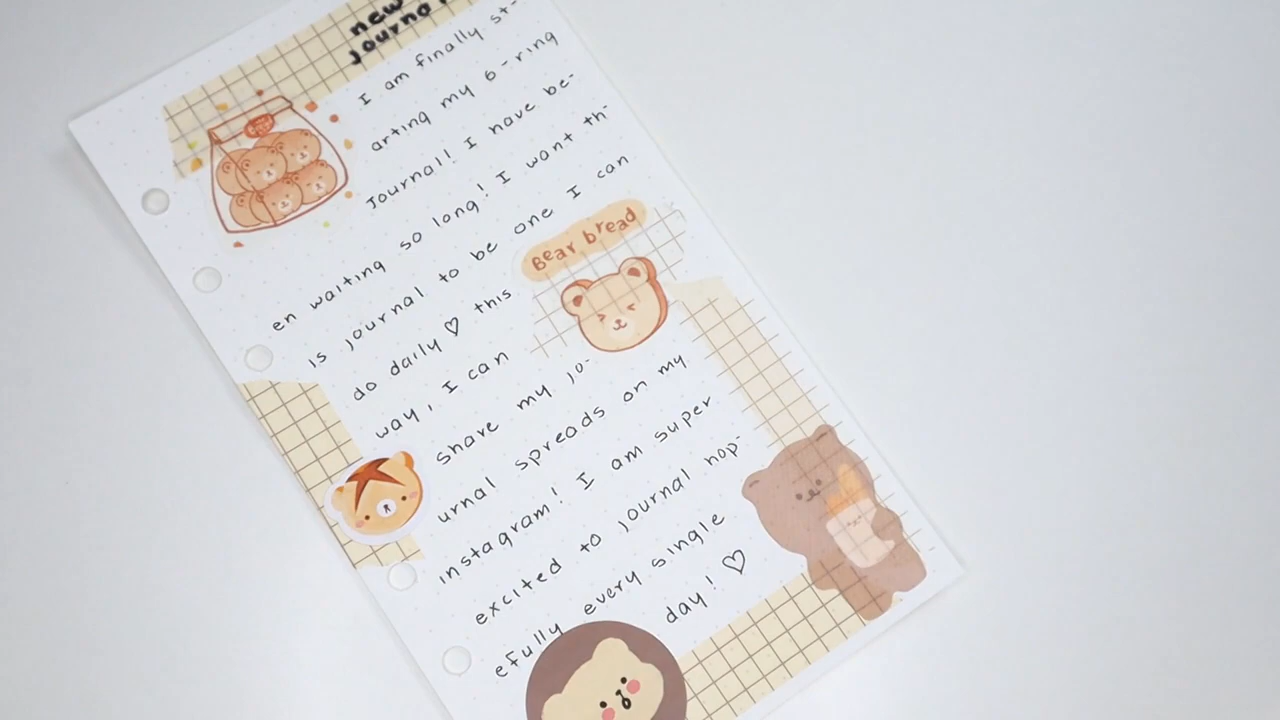 new
journal
I am finally st-
arting my 6-ring
Journal! I have be-
en waiting so long! I want th-
is journal to be one I can
do daily ♡ this
way, I can
share my jo-
urnal spreads on my
instagram! I am super
excited to journal hop-
efully every single
day! ♡
Bear bread